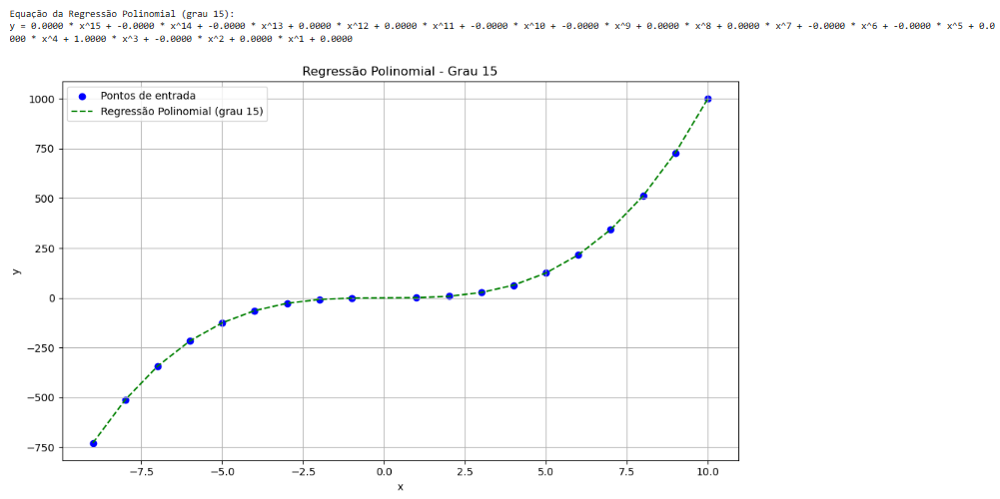 Equação da Regressão Polinomial (grau 15):
y = 0.0000 * x^15 + -0.0000 * x^14 + -0.0000 * x^13 + 0.0000 * x^12 + 0.0000 * x^11 + -0.0000 * x^10 + -0.0000 * x^9 + 0.0000 * x^8 + 0.0000 * x^7 + -0.0000 * x^6 + -0.0000 * x^5 + 0.0
000 * x^4 + 1.0000 * x^3 + -0.0000 * x^2 + 0.0000 * x^1 + 0.0000
Regressão Polinomial - Grau 15
Pontos de entrada
Regressão Polinomial (grau 15)
1000
750
500
250
0
−250
−500
−750
y
−7.5 −5.0 −2.5 0.0 2.5 5.0 7.5 10.0
x